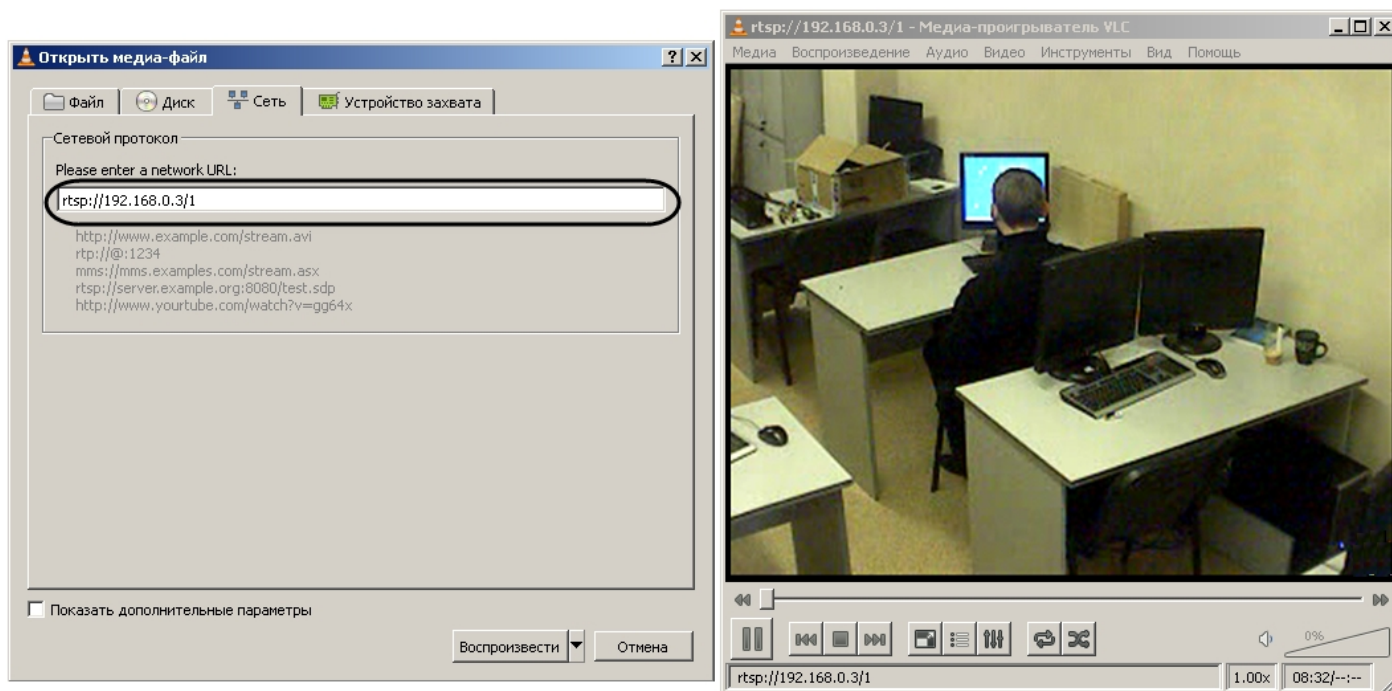 Открыть медиа-файл
Файл
Диск
Сеть
Устройство захвата
Сетевой протокол
Please enter a network URL:
rtsp://192.168.0.3/1
http://www.example.com/stream.avi
rtp://@:1234
mms://mms.examples.com/stream.asx
rtsp://server.example.org:8080/test.sdp
http://www.yourtube.com/watch?v=gg64x
Показать дополнительные параметры
Воспроизвести
Отмена
rtsp://192.168.0.3/1 - Медиа-проигрыватель VLC
Медиа Воспроизведение Аудио Видео Инструменты Вид Помощь
0%
rtsp://192.168.0.3/1
1.00x
08:32/--:--